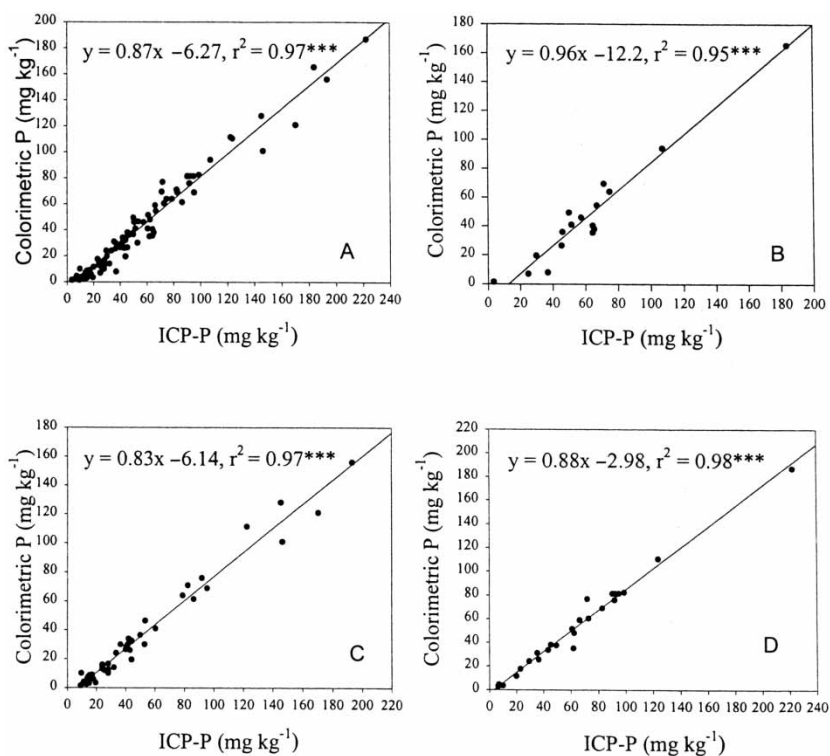 y = 0.87x −6.27, r² = 0.97***
Colorimetric P (mg kg⁻¹)
200
180
160
140
120
100
80
60
40
20
0
A
0 20 40 60 80 100 120 140 160 180 200 220 240
ICP-P (mg kg⁻¹)
y = 0.96x −12.2, r² = 0.95***
Colorimetric P (mg kg⁻¹)
180
160
140
120
100
80
60
40
20
0
B
0 20 40 60 80 100 120 140 160 180 200
ICP-P (mg kg⁻¹)
y = 0.83x −6.14, r² = 0.97***
Colorimetric P (mg kg⁻¹)
180
160
140
120
100
80
60
40
20
0
C
0 20 40 60 80 100 120 140 160 180 200 220
ICP-P (mg kg⁻¹)
y = 0.88x −2.98, r² = 0.98***
Colorimetric P (mg kg⁻¹)
220
200
180
160
140
120
100
80
60
40
20
0
D
0 20 40 60 80 100 120 140 160 180 200 220 240
ICP-P (mg kg⁻¹)